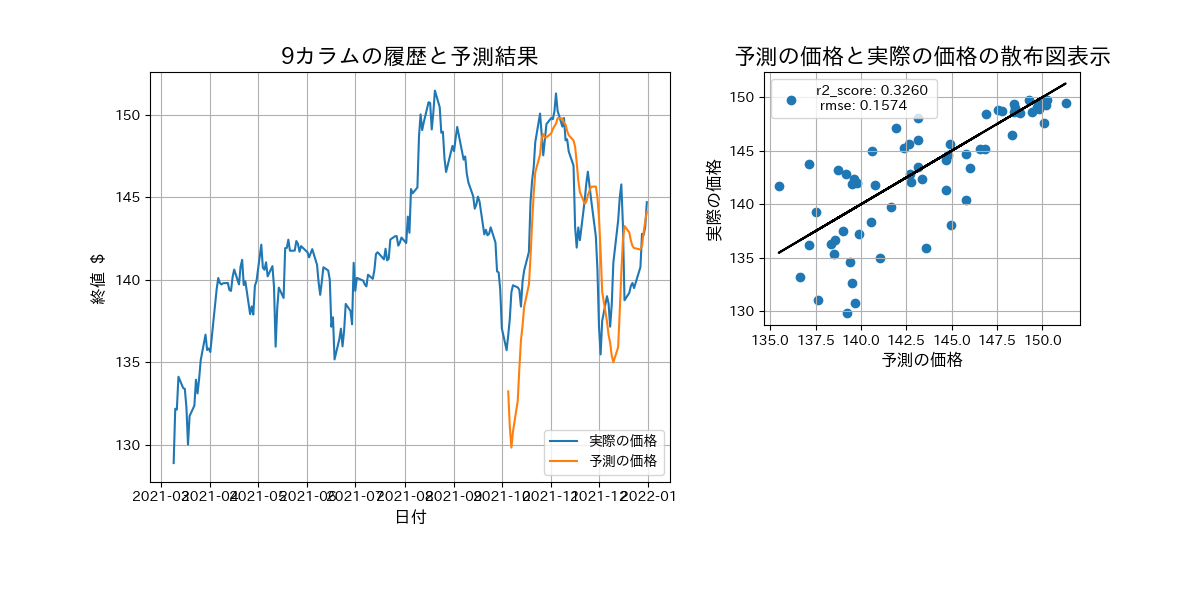 9カラムの履歴と予測結果
150
145
140
135
130
終値 $
2021-03 2021-04 2021-05 2021-06 2021-07 2021-08 2021-09 2021-10 2021-11 2021-12 2022-01
日付
実際の価格
予測の価格
予測の価格と実際の価格の散布図表示
r2_score: 0.3260
rmse: 0.1574
150
145
140
135
130
実際の価格
135.0 137.5 140.0 142.5 145.0 147.5 150.0
予測の価格